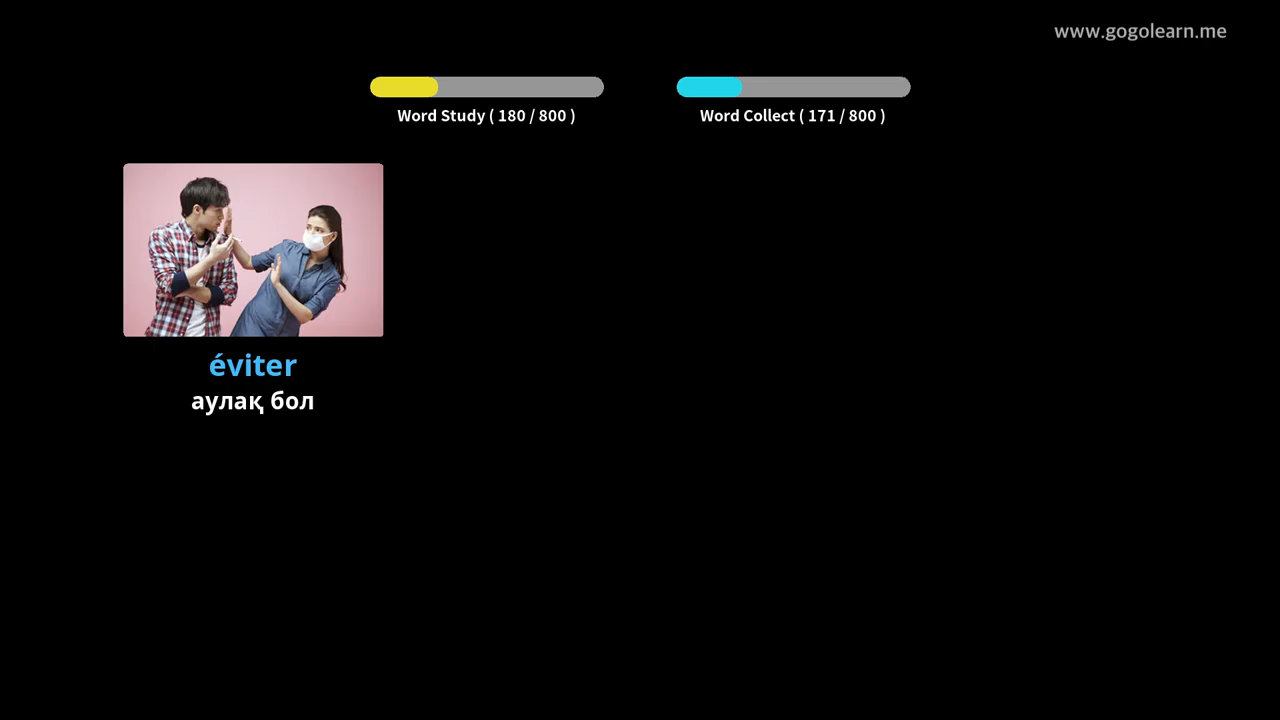 www.gogolearn.me
Word Study ( 180 / 800 )
Word Collect ( 171 / 800 )
éviter
аулақ бол